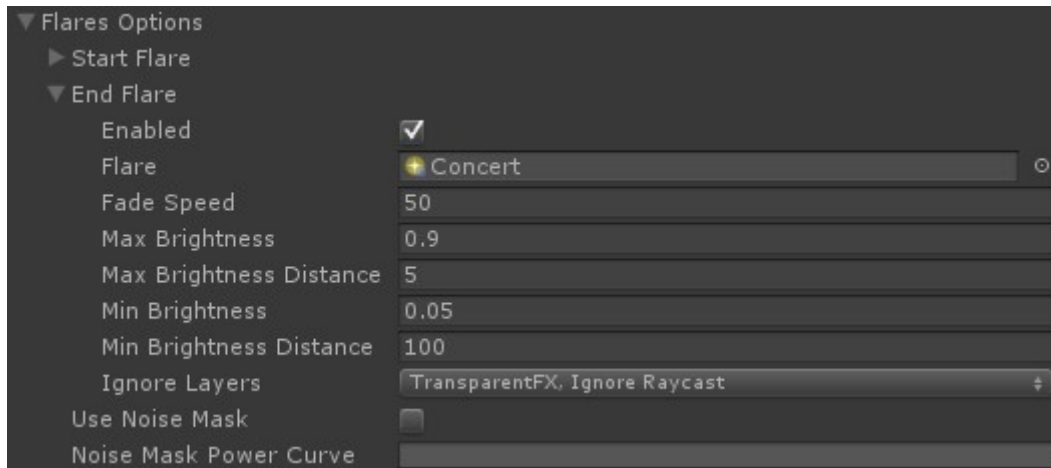 Flares Options
Start Flare
End Flare
Enabled
Flare Concert
Fade Speed 50
Max Brightness 0.9
Max Brightness Distance 5
Min Brightness 0.05
Min Brightness Distance 100
Ignore Layers TransparentFX, Ignore Raycast
Use Noise Mask
Noise Mask Power Curve